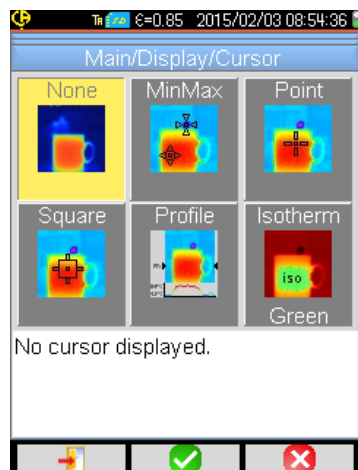 TR ISO ε=0.85 2015/02/03 08:54:36
Main/Display/Cursor
None MinMax Point
Square Profile Isotherm
iso
Green
No cursor displayed.